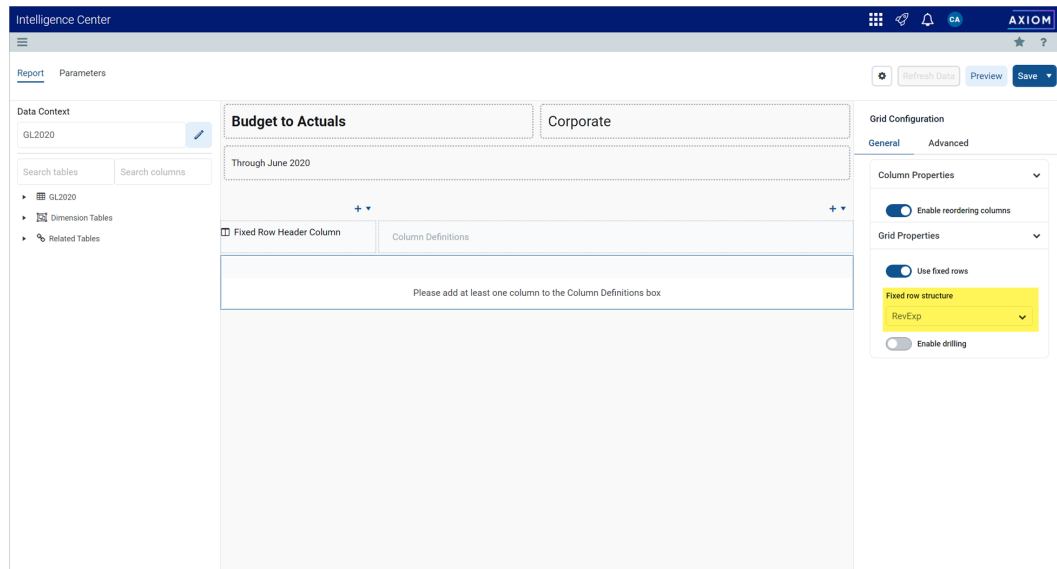 Intelligence Center
CA
AXIOM
?
Report Parameters
Refresh Data Preview Save
Data Context
GL2020
Search tables Search columns
GL2020
Dimension Tables
Related Tables
Budget to Actuals
Corporate
Through June 2020
Fixed Row Header Column
Column Definitions
Please add at least one column to the Column Definitions box
Grid Configuration
General Advanced
Column Properties
Enable reordering columns
Grid Properties
Use fixed rows
Fixed row structure
RevExp
Enable drilling